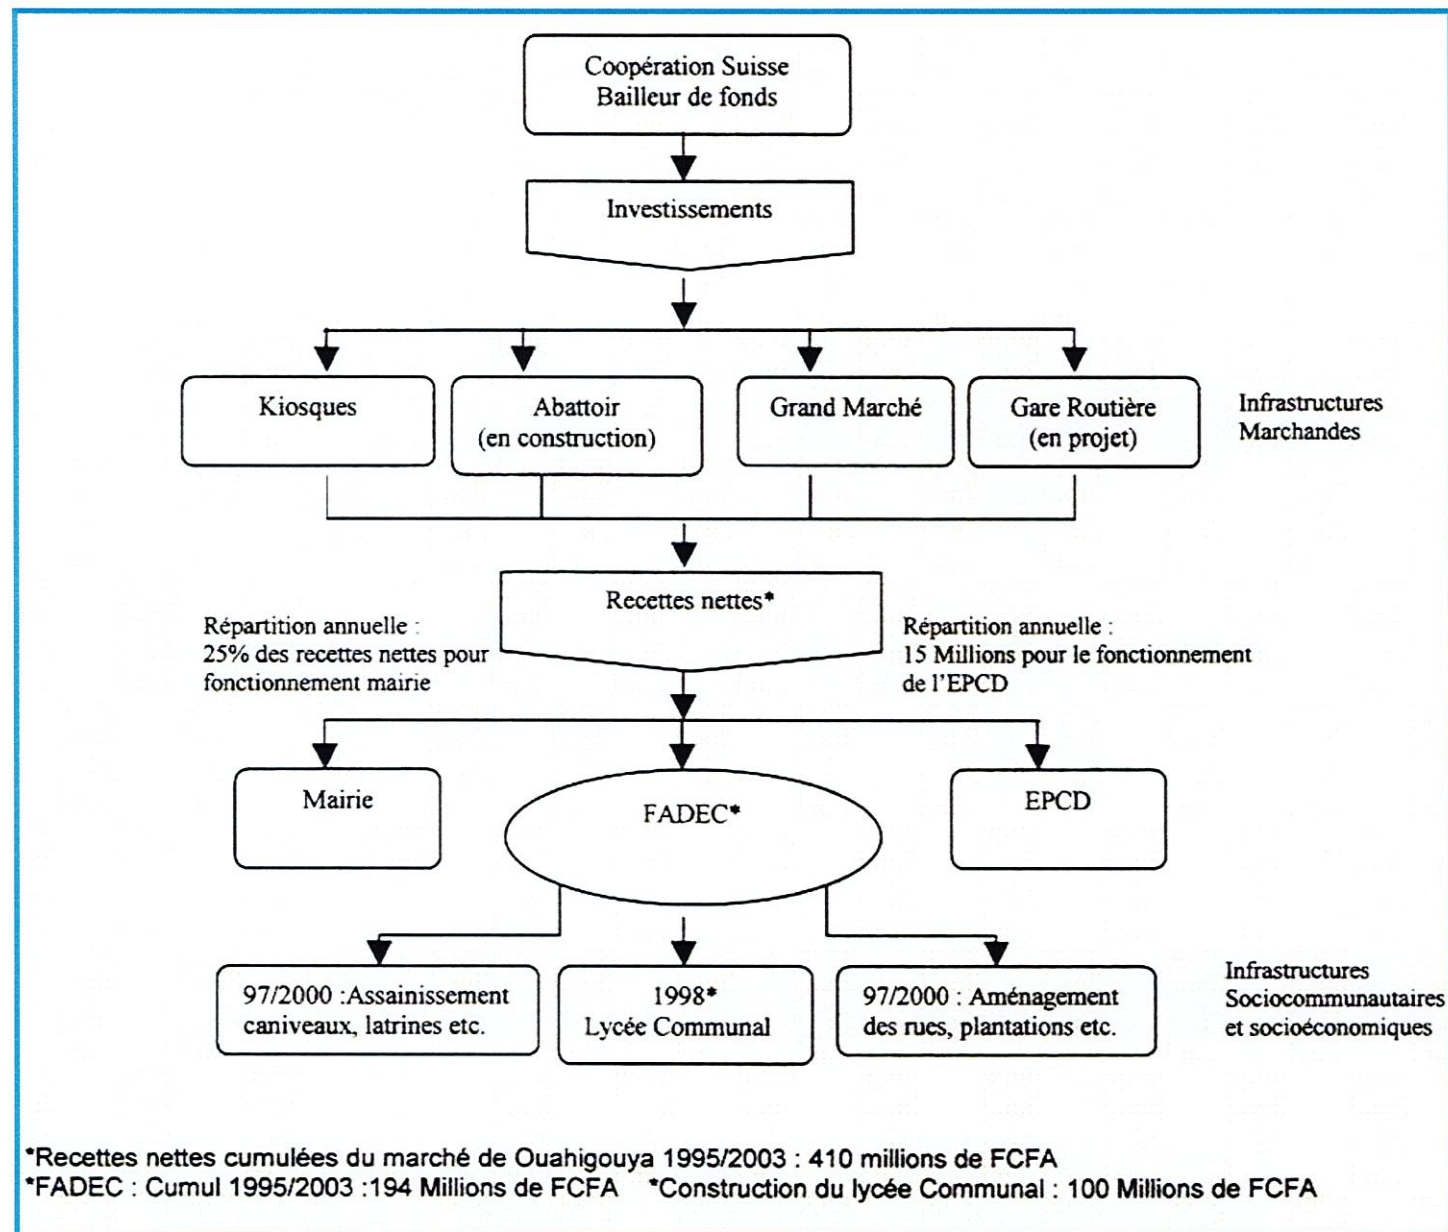 Coopération Suisse
Bailleur de fonds
Investissements
Kiosques
Abattoir
(en construction)
Grand Marché
Gare Routière
(en projet)
Infrastructures
Marchandes
Recettes nettes*
Répartition annuelle :
25% des recettes nettes pour
fonctionnement mairie
Répartition annuelle :
15 Millions pour le fonctionnement
de l'EPCD
Mairie
FADEC*
EPCD
97/2000 :Assainissement
caniveaux, latrines etc.
1998*
Lycée Communal
97/2000 : Aménagement
des rues, plantations etc.
Infrastructures
Sociocommunautaires
et socioéconomiques
*Recettes nettes cumulées du marché de Ouahigouya 1995/2003 : 410 millions de FCFA
*FADEC : Cumul 1995/2003 :194 Millions de FCFA *Construction du lycée Communal : 100 Millions de FCFA